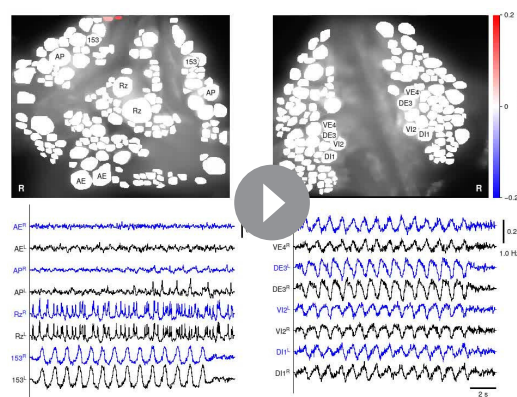 153
153
AP
AP
Rz
Rz
AE
AE
R
VE4
DE3
VE4
DE3
VI2
DI1
VI2
DI1
R
0.2
0
-0.2
AE^R
AE^L
AP^R
AP^L
Rz^R
Rz^L
153^R
153^L
VE4^R
DE3^L
DE3^R
VI2^L
VI2^R
DI1^L
DI1^R
0.2
1.0 Hz
2 s